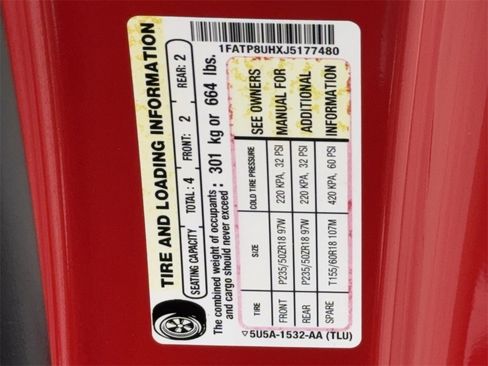 1FATP8UHXJ5177480
TIRE AND LOADING INFORMATION
SEATING CAPACITY TOTAL: 4 FRONT: 2 REAR: 2
The combined weight of occupants : 301 kg or 664 lbs.
and cargo should never exceed :
TIRE SIZE COLD TIRE PRESSURE SEE OWNERS
FRONT P235/50ZR18 97W 220 KPA, 32 PSI MANUAL FOR
REAR P235/50ZR18 97W 220 KPA, 32 PSI ADDITIONAL
SPARE T155/60R18 107M 420 KPA, 60 PSI INFORMATION
▽5U5A-1532-AA (TLU)